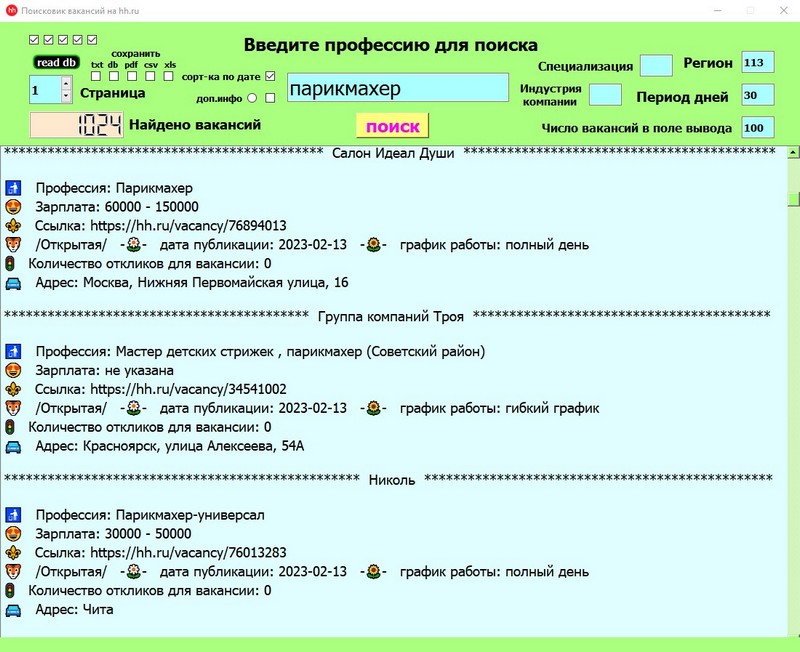 hh Поисковик вакансий на hh.ru
Введите профессию для поиска
read db
сохранить
txt db pdf csv xls
1
Страница
сорт-ка по дате
доп.инфо
парикмахер
Специализация
Регион 113
Индустрия компании
Период дней 30
1024 Найдено вакансий
поиск
Число вакансий в поле вывода 100
******************************************** Салон Идеал Души *******************************************
Профессия: Парикмахер
Зарплата: 60000 - 150000
Ссылка: https://hh.ru/vacancy/76894013
/Открытая/ - - дата публикации: 2023-02-13 - - график работы: полный день
Количество откликов для вакансии: 0
Адрес: Москва, Нижняя Первомайская улица, 16
****************************************** Группа компаний Троя *****************************************
Профессия: Мастер детских стрижек , парикмахер (Советский район)
Зарплата: не указана
Ссылка: https://hh.ru/vacancy/34541002
/Открытая/ - - дата публикации: 2023-02-13 - - график работы: гибкий график
Количество откликов для вакансии: 0
Адрес: Красноярск, улица Алексеева, 54А
************************************************* Николь ************************************************
Профессия: Парикмахер-универсал
Зарплата: 30000 - 50000
Ссылка: https://hh.ru/vacancy/76013283
/Открытая/ - - дата публикации: 2023-02-13 - - график работы: полный день
Количество откликов для вакансии: 0
Адрес: Чита